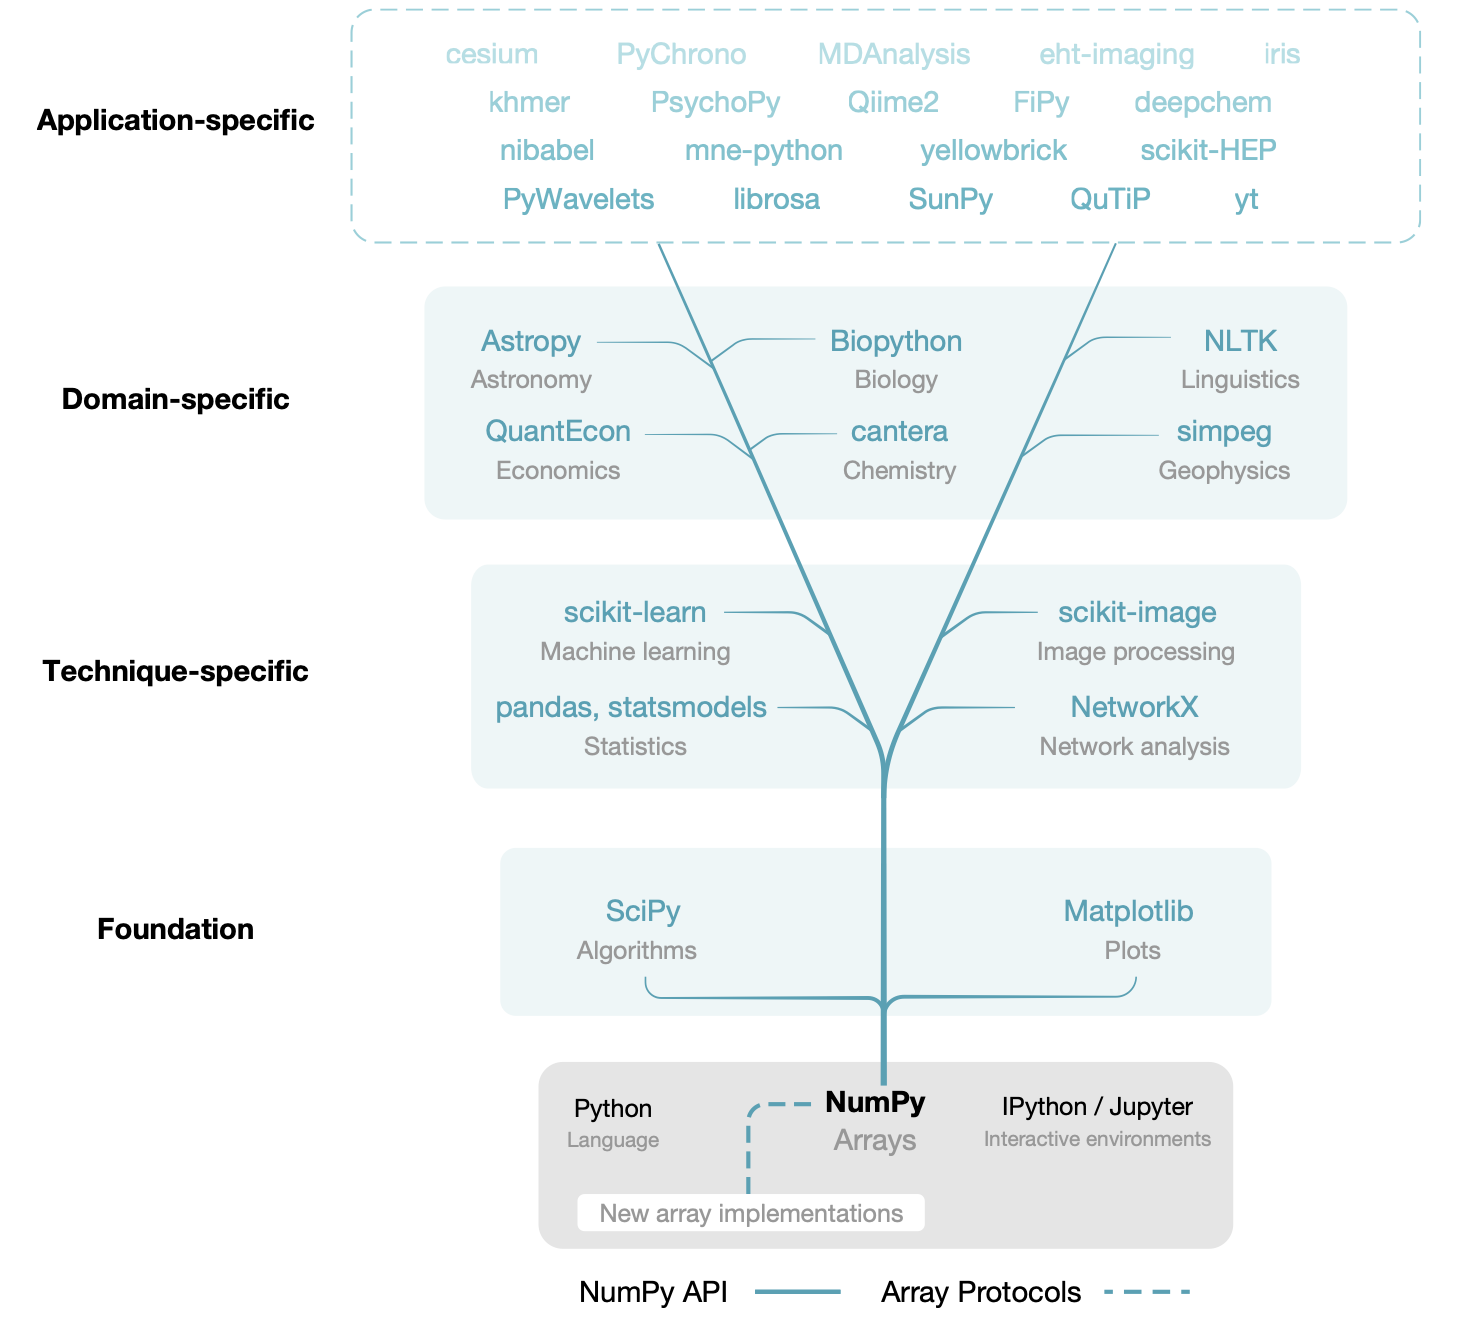 cesium PyChrono MDAnalysis eht-imaging iris
khmer PsychoPy Qiime2 FiPy deepchem
Application-specific
nibabel mne-python yellowbrick scikit-HEP
PyWavelets librosa SunPy QuTiP yt
Astropy Biopython NLTK
Astronomy Biology Linguistics
Domain-specific
QuantEcon cantera simpeg
Economics Chemistry Geophysics
scikit-learn scikit-image
Machine learning Image processing
Technique-specific
pandas, statsmodels NetworkX
Statistics Network analysis
SciPy Matplotlib
Foundation
Algorithms Plots
Python NumPy IPython / Jupyter
Language Arrays Interactive environments
New array implementations
NumPy API Array Protocols